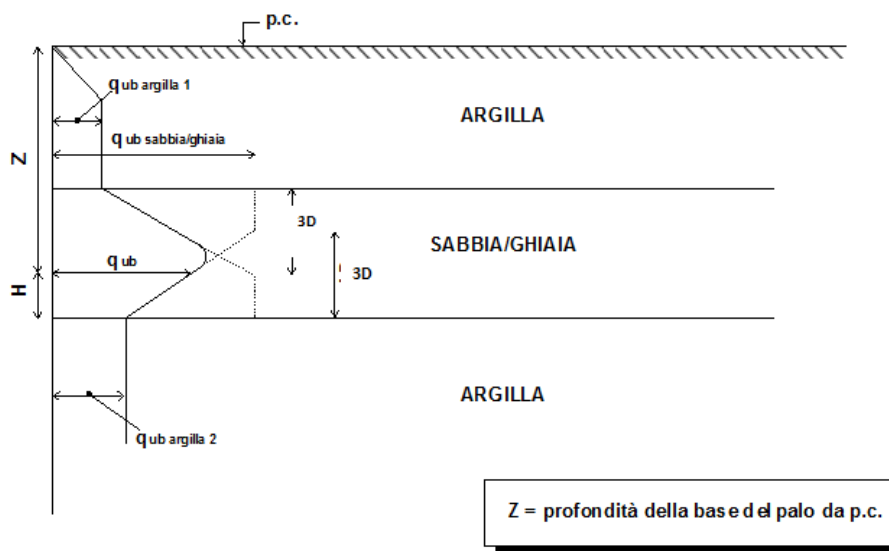 p.c.
q ub argilla 1
ARGILLA
q ub sabbia/ghiaia
Z
3D
SABBIA/GHIAIA
q ub
3D
H
ARGILLA
q ub argilla 2
Z = profondità della base del palo da p.c.